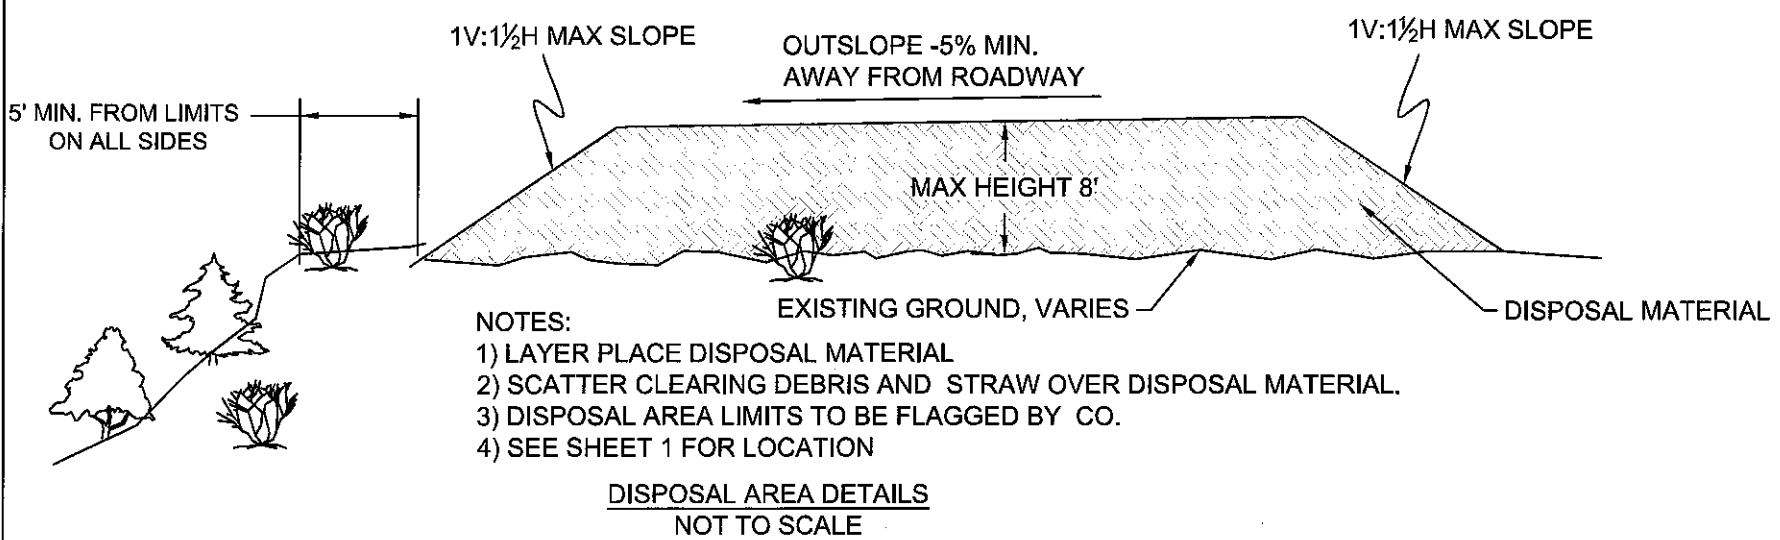 1V:1½H MAX SLOPE
OUTSLOPE -5% MIN.
AWAY FROM ROADWAY
1V:1½H MAX SLOPE
5' MIN. FROM LIMITS
ON ALL SIDES
MAX HEIGHT 8'
EXISTING GROUND, VARIES
DISPOSAL MATERIAL
NOTES:
1) LAYER PLACE DISPOSAL MATERIAL
2) SCATTER CLEARING DEBRIS AND STRAW OVER DISPOSAL MATERIAL.
3) DISPOSAL AREA LIMITS TO BE FLAGGED BY CO.
4) SEE SHEET 1 FOR LOCATION
DISPOSAL AREA DETAILS
NOT TO SCALE